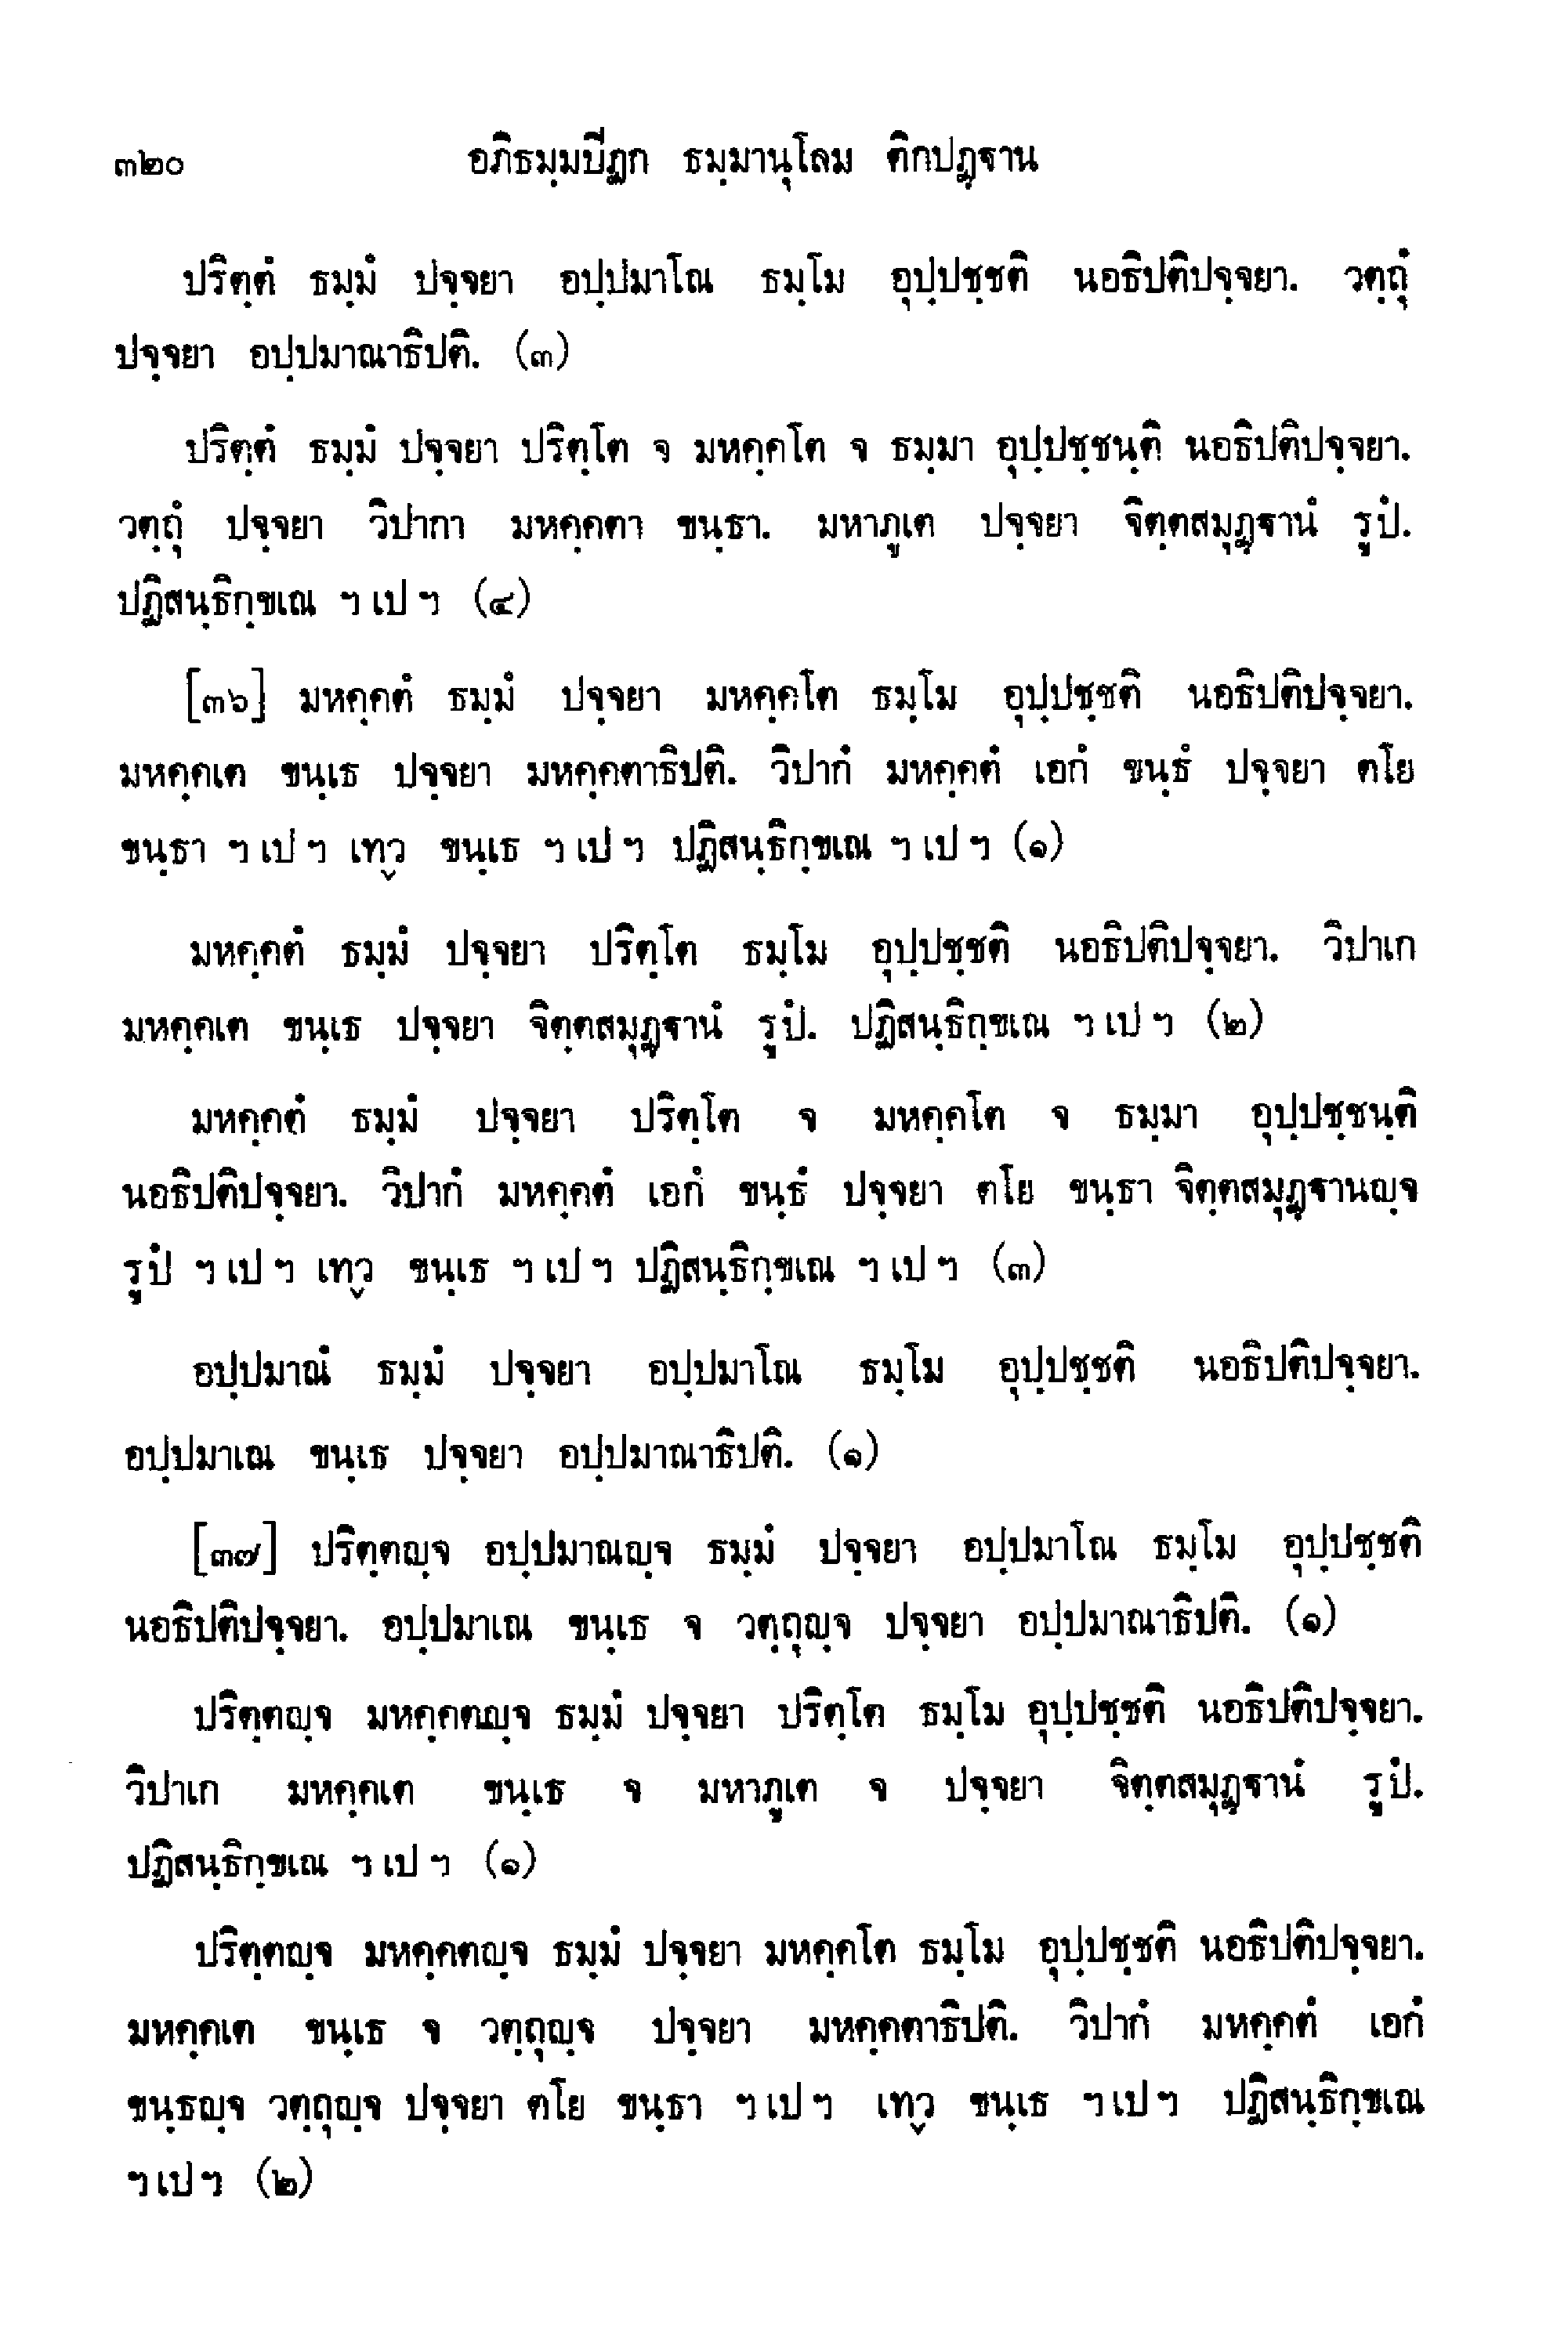 ๓๒๐ อภิธมฺมปีฏก ธมฺมานุโลม ติกปฏฺฐาน
ปริตฺตํ ธมฺมํ ปจฺจยา อปฺปมาโณ ธมฺโม อุปฺปชฺชติ นอธิปติปจฺจยา. วตฺถุํ
ปจฺจยา อปฺปมาณาธิปติ. (๓)
ปริตฺตํ ธมฺมํ ปจฺจยา ปริตฺโต จ มหคฺคโต จ ธมฺมา อุปฺปชฺชนฺติ นอธิปติปจฺจยา.
วตฺถุํ ปจฺจยา วิปากา มหคฺคตา ขนฺธา. มหาภูเต ปจฺจยา จิตฺตสมุฏฺฐานํ รูปํ.
ปฏิสนฺธิกฺขเณ ฯ เป ฯ (๔)
[๓๖] มหคฺคตํ ธมฺมํ ปจฺจยา มหคฺคโต ธมฺโม อุปฺปชฺชติ นอธิปติปจฺจยา.
มหคฺคเต ขนฺเธ ปจฺจยา มหคฺคตาธิปติ. วิปากํ มหคฺคตํ เอกํ ขนฺธํ ปจฺจยา ตโย
ขนฺธา ฯ เป ฯ เทฺว ขนฺเธ ฯ เป ฯ ปฏิสนฺธิกฺขเณ ฯ เป ฯ (๑)
มหคฺคตํ ธมฺมํ ปจฺจยา ปริตฺโต ธมฺโม อุปฺปชฺชติ นอธิปติปจฺจยา. วิปาเก
มหคฺคเต ขนฺเธ ปจฺจยา จิตฺตสมุฏฺฐานํ รูปํ. ปฏิสนฺธิกฺขเณ ฯ เป ฯ (๒)
มหคฺคตํ ธมฺมํ ปจฺจยา ปริตฺโต จ มหคฺคโต จ ธมฺมา อุปฺปชฺชนฺติ
นอธิปติปจฺจยา. วิปากํ มหคฺคตํ เอกํ ขนฺธํ ปจฺจยา ตโย ขนฺธา จิตฺตสมุฏฺฐานญฺจ
รูปํ ฯ เป ฯ เทฺว ขนฺเธ ฯ เป ฯ ปฏิสนฺธิกฺขเณ ฯ เป ฯ (๓)
อปฺปมาณํ ธมฺมํ ปจฺจยา อปฺปมาโณ ธมฺโม อุปฺปชฺชติ นอธิปติปจฺจยา.
อปฺปมาเณ ขนฺเธ ปจฺจยา อปฺปมาณาธิปติ. (๑)
[๓๗] ปริตฺตญฺจ อปฺปมาณญฺจ ธมฺมํ ปจฺจยา อปฺปมาโณ ธมฺโม อุปฺปชฺชติ
นอธิปติปจฺจยา. อปฺปมาเณ ขนฺเธ จ วตฺถุญฺจ ปจฺจยา อปฺปมาณาธิปติ. (๑)
ปริตฺตญฺจ มหคฺคตญฺจ ธมฺมํ ปจฺจยา ปริตฺโต ธมฺโม อุปฺปชฺชติ นอธิปติปจฺจยา.
วิปาเก มหคฺคเต ขนฺเธ จ มหาภูเต จ ปจฺจยา จิตฺตสมุฏฺฐานํ รูปํ.
ปฏิสนฺธิกฺขเณ ฯ เป ฯ (๑)
ปริตฺตญฺจ มหคฺคตญฺจ ธมฺมํ ปจฺจยา มหคฺคโต ธมฺโม อุปฺปชฺชติ นอธิปติปจฺจยา.
มหคฺคเต ขนฺเธ จ วตฺถุญฺจ ปจฺจยา มหคฺคตาธิปติ. วิปากํ มหคฺคตํ เอกํ
ขนฺธญฺจ วตฺถุญฺจ ปจฺจยา ตโย ขนฺธา ฯ เป ฯ เทฺว ขนฺเธ ฯ เป ฯ ปฏิสนฺธิกฺขเณ
ฯ เป ฯ (๒)